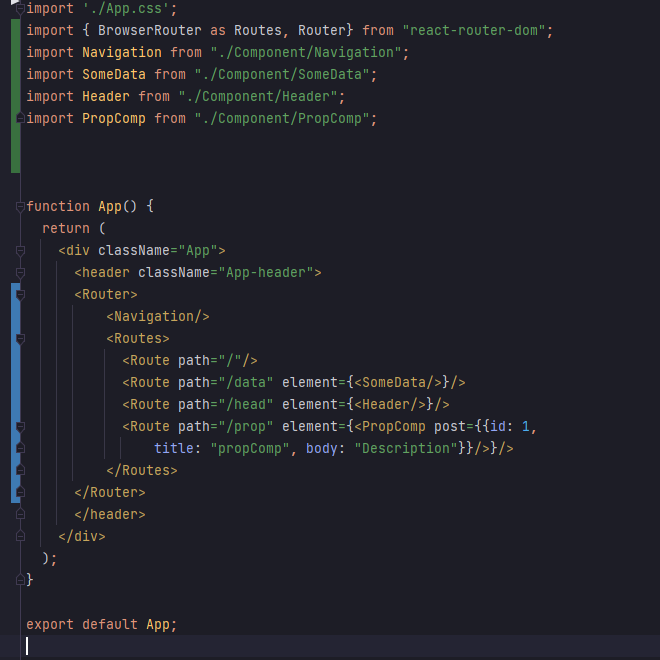 import './App.css';
import { BrowserRouter as Routes, Router} from "react-router-dom";
import Navigation from "./Component/Navigation";
import SomeData from "./Component/SomeData";
import Header from "./Component/Header";
import PropComp from "./Component/PropComp";
function App() {
return (
<div className="App">
<header className="App-header">
<Router>
<Navigation/>
<Routes>
<Route path="/"/>
<Route path="/data" element={<SomeData/>}/>
<Route path="/head" element={<Header/>}/>
<Route path="/prop" element={<PropComp post={{id: 1,
title: "propComp", body: "Description"}}/>}/>
</Routes>
</Router>
</header>
</div>
);
}
export default App;